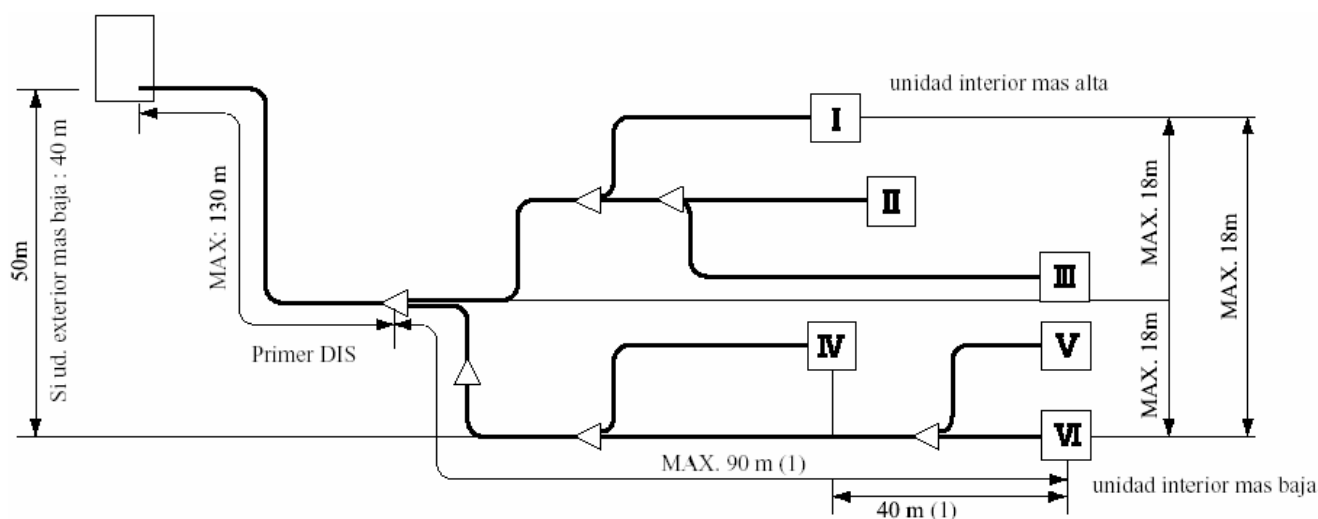 unidad interior mas alta
I
II
III
IV
V
VI
50m
Si ud. exterior mas baja : 40 m
MAX: 130 m
Primer DIS
MAX. 18m
MAX. 18m
MAX. 18m
MAX. 90 m (1)
40 m (1)
unidad interior mas baja